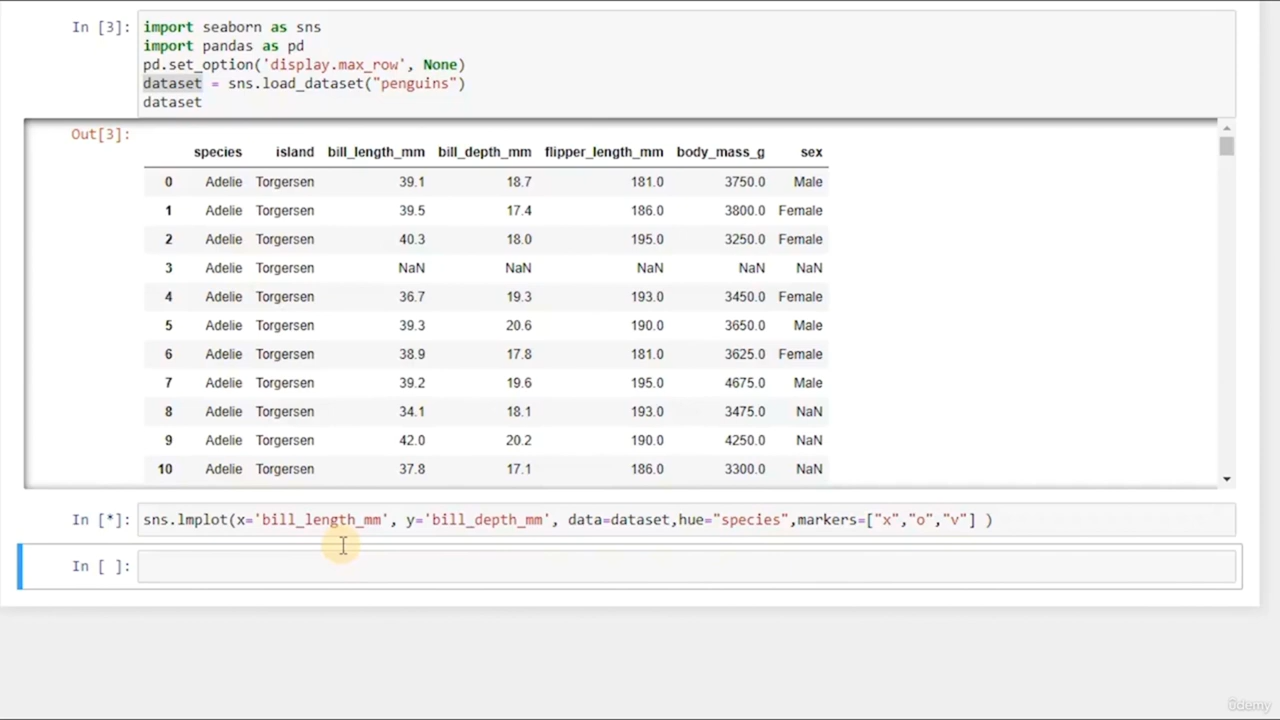 In [3]: import seaborn as sns
import pandas as pd
pd.set_option('display.max_row', None)
dataset = sns.load_dataset("penguins")
dataset
Out[3]:
species island bill_length_mm bill_depth_mm flipper_length_mm body_mass_g sex
0 Adelie Torgersen 39.1 18.7 181.0 3750.0 Male
1 Adelie Torgersen 39.5 17.4 186.0 3800.0 Female
2 Adelie Torgersen 40.3 18.0 195.0 3250.0 Female
3 Adelie Torgersen NaN NaN NaN NaN NaN
4 Adelie Torgersen 36.7 19.3 193.0 3450.0 Female
5 Adelie Torgersen 39.3 20.6 190.0 3650.0 Male
6 Adelie Torgersen 38.9 17.8 181.0 3625.0 Female
7 Adelie Torgersen 39.2 19.6 195.0 4675.0 Male
8 Adelie Torgersen 34.1 18.1 193.0 3475.0 NaN
9 Adelie Torgersen 42.0 20.2 190.0 4250.0 NaN
10 Adelie Torgersen 37.8 17.1 186.0 3300.0 NaN
In [*]: sns.lmplot(x='bill_length_mm', y='bill_depth_mm', data=dataset,hue="species",markers=["x","o","v"] )
In [ ]:
ûdemy